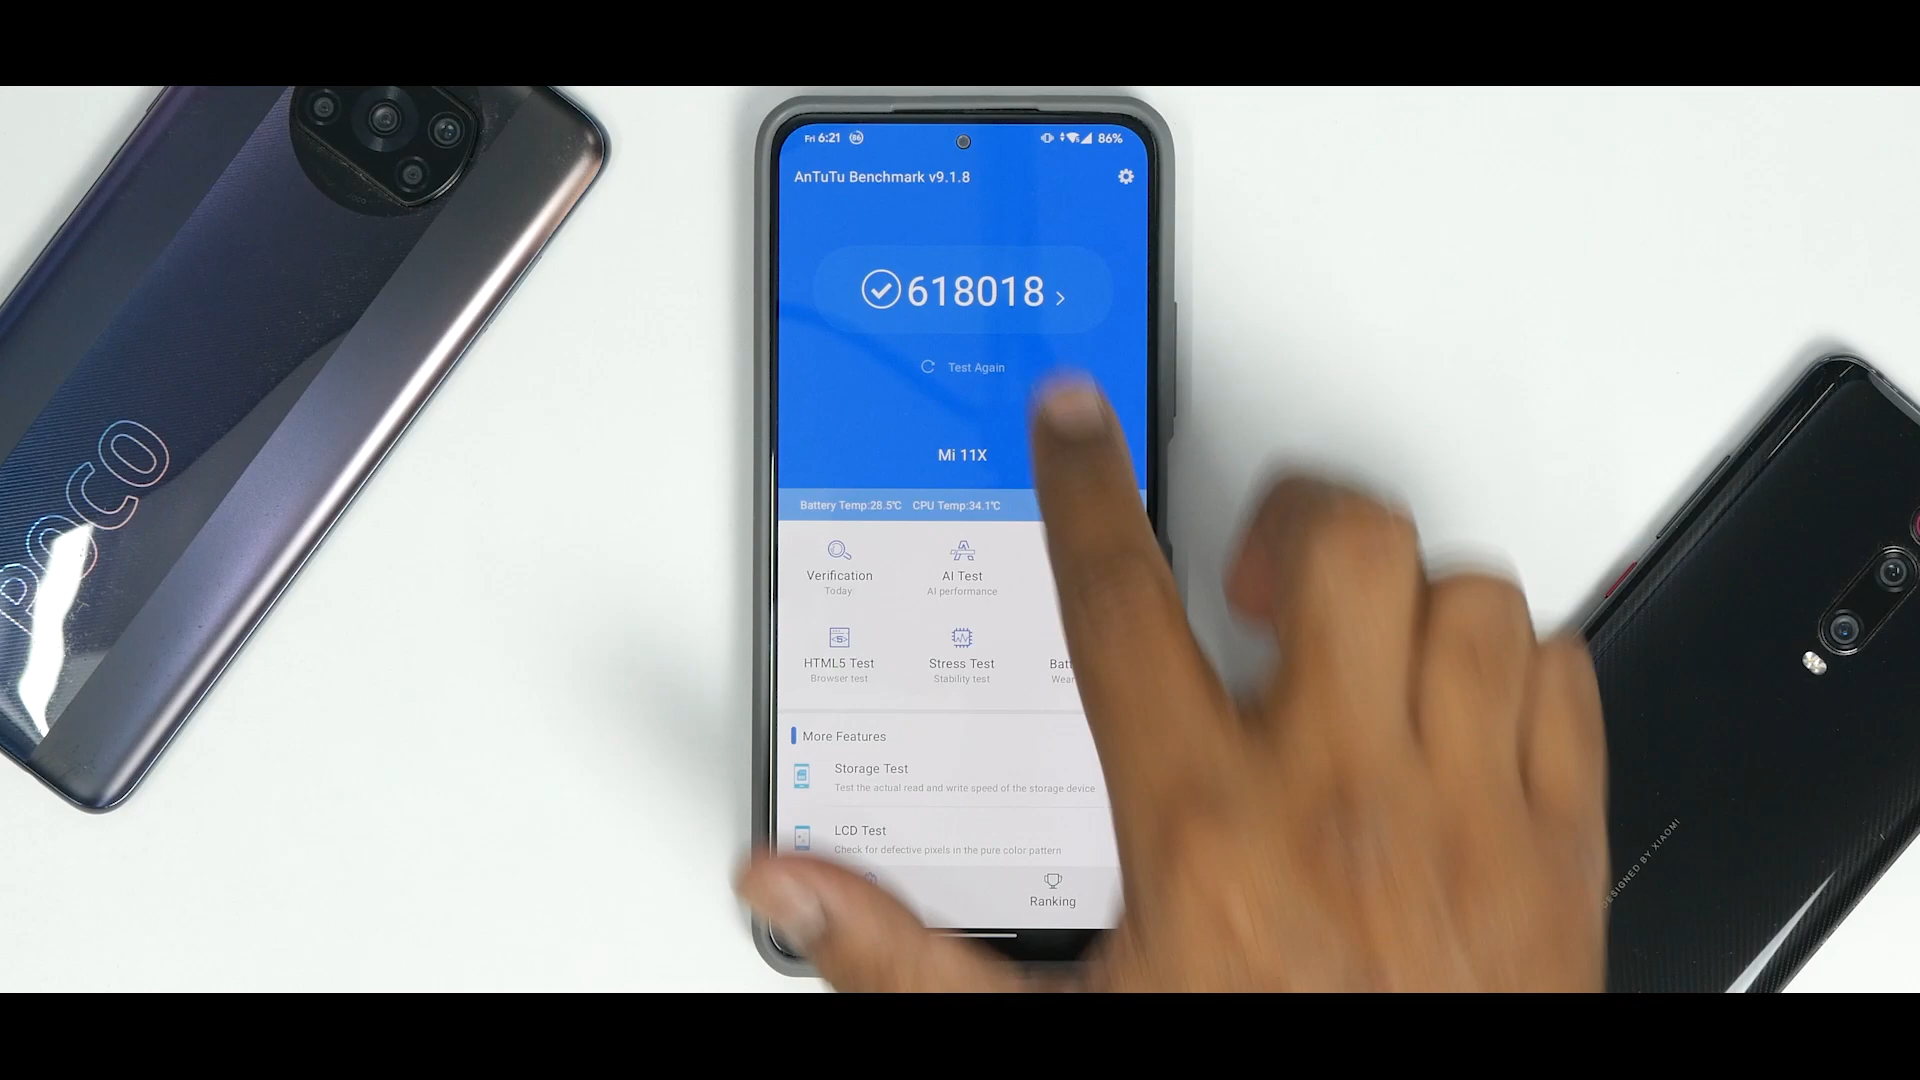 Fri 6:21 86 86%
AnTuTu Benchmark v9.1.8
618018 >
Test Again
Mi 11X
Battery Temp:28.5℃ CPU Temp:34.1℃
Verification AI Test
Today AI performance
HTML5 Test Stress Test Batt
Browser test Stability test Wear
More Features
Storage Test
Test the actual read and write speed of the storage device
LCD Test
Check for defective pixels in the pure color pattern
Ranking
POCO
DESIGNED BY XIAOMI